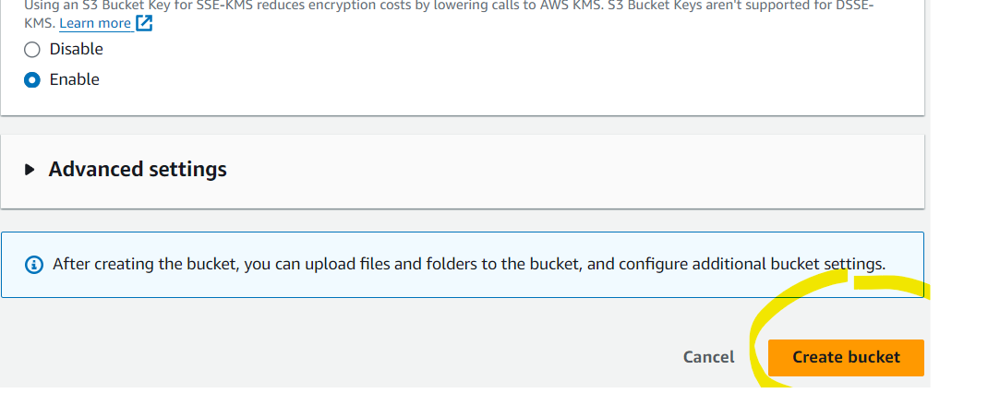 Using an S3 Bucket Key for SSE-KMS reduces encryption costs by lowering calls to AWS KMS. S3 Bucket Keys aren't supported for DSSE-
KMS. Learn more
Disable
Enable
Advanced settings
After creating the bucket, you can upload files and folders to the bucket, and configure additional bucket settings.
Cancel Create bucket